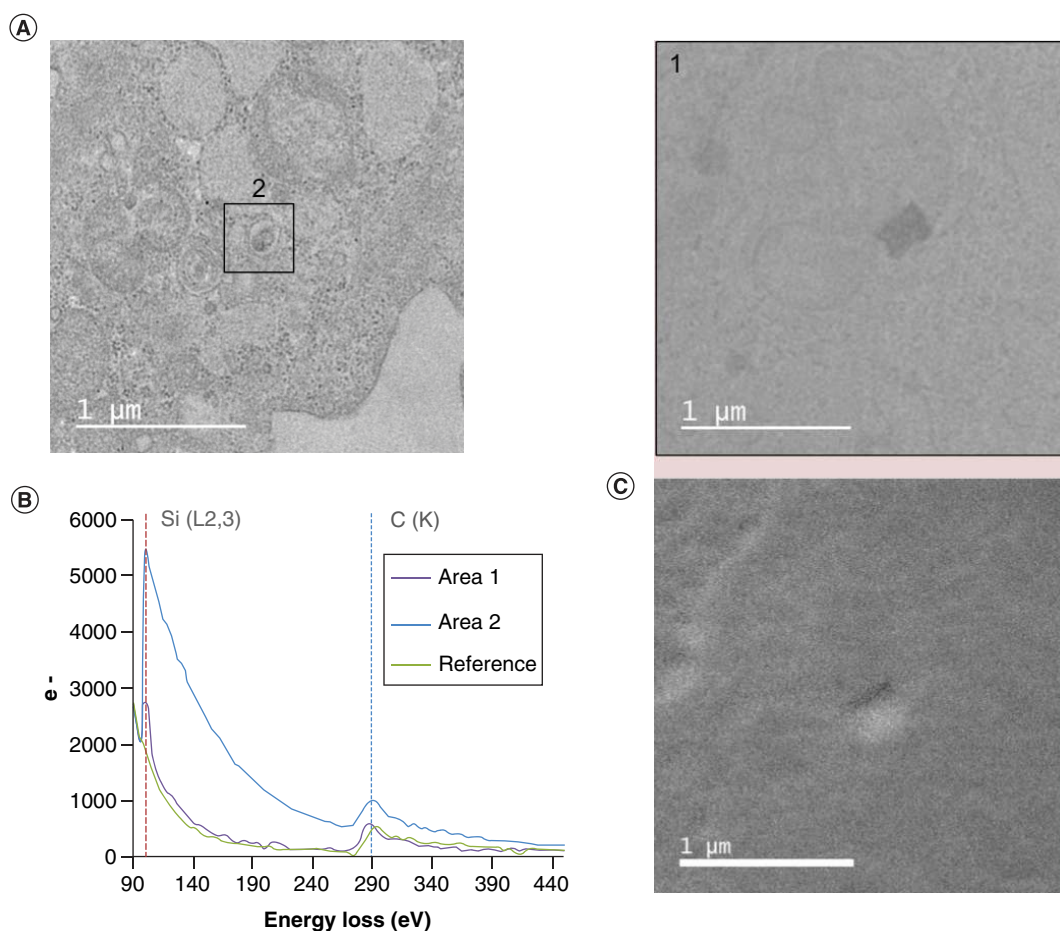 A
2
1 µm
1
1 µm
B
Si (L2,3)
C (K)
6000
5000
4000
3000
2000
1000
0
e -
Area 1
Area 2
Reference
90
140
190
240
290
340
390
440
Energy loss (eV)
C
1 µm